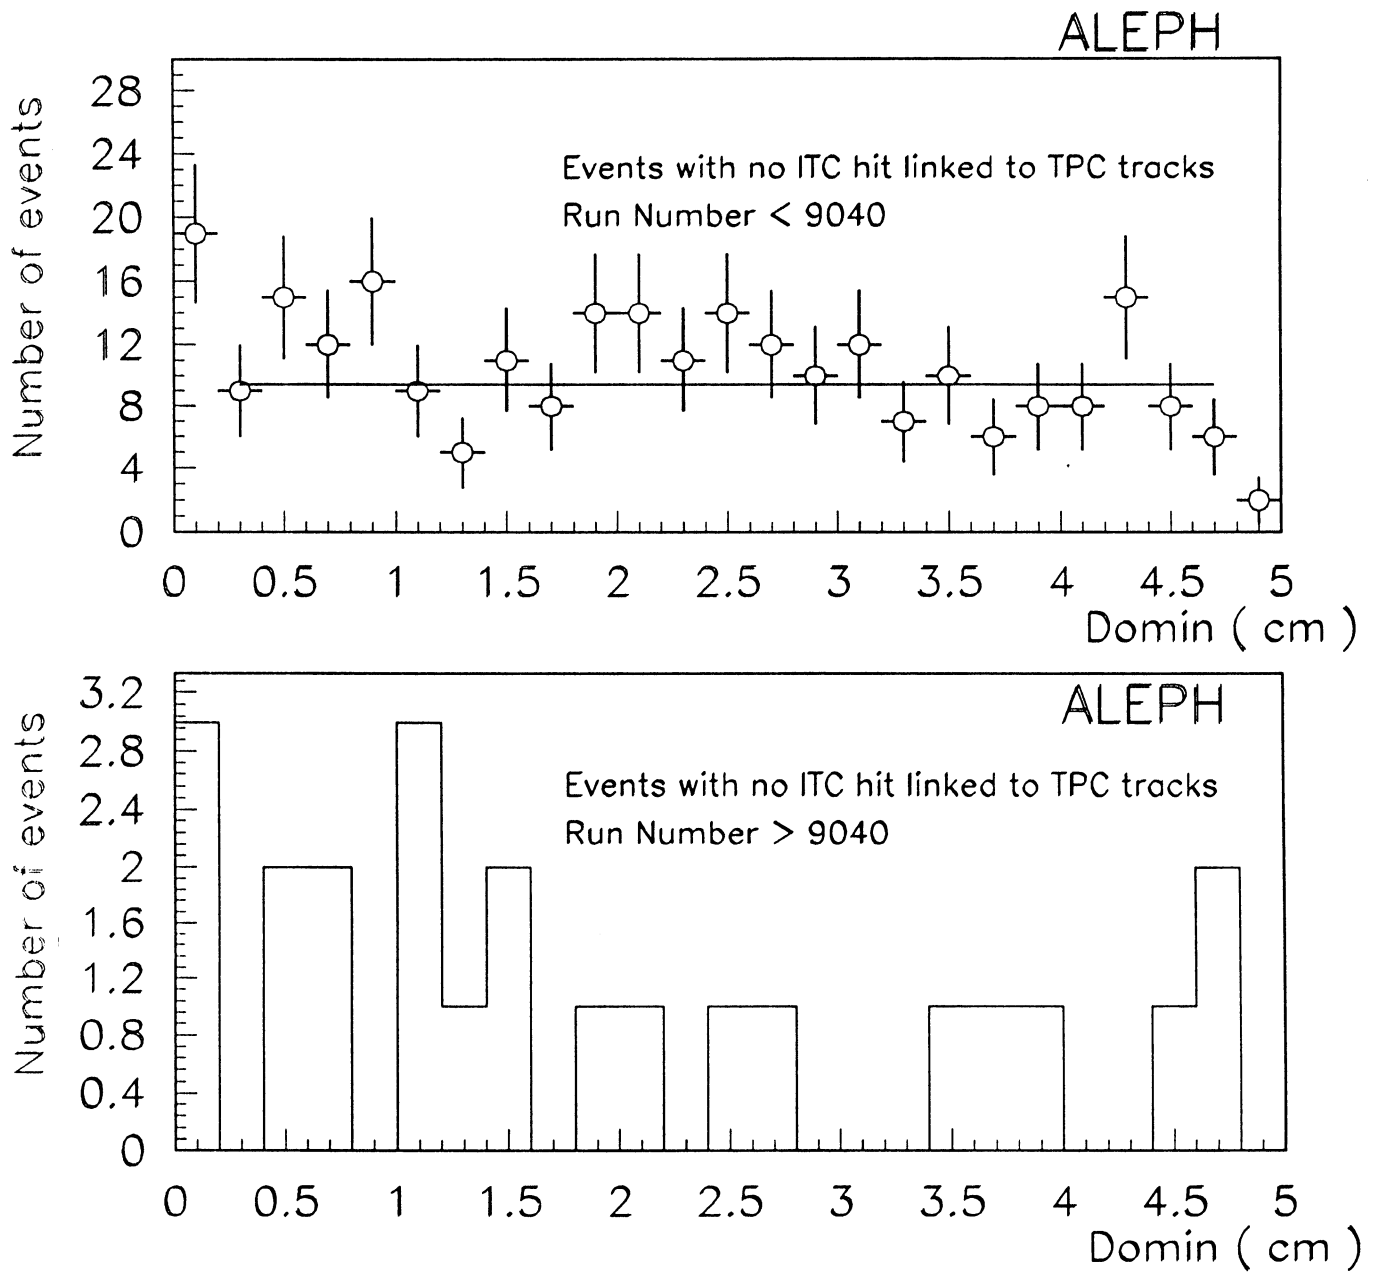 ALEPH
Number of events
28
24
20
16
12
8
4
0
Events with no ITC hit linked to TPC tracks
Run Number < 9040
0 0.5 1 1.5 2 2.5 3 3.5 4 4.5 5
Domin ( cm )
ALEPH
Number of events
3.2
2.8
2.4
2
1.6
1.2
0.8
0.4
0
Events with no ITC hit linked to TPC tracks
Run Number > 9040
0 0.5 1 1.5 2 2.5 3 3.5 4 4.5 5
Domin ( cm )